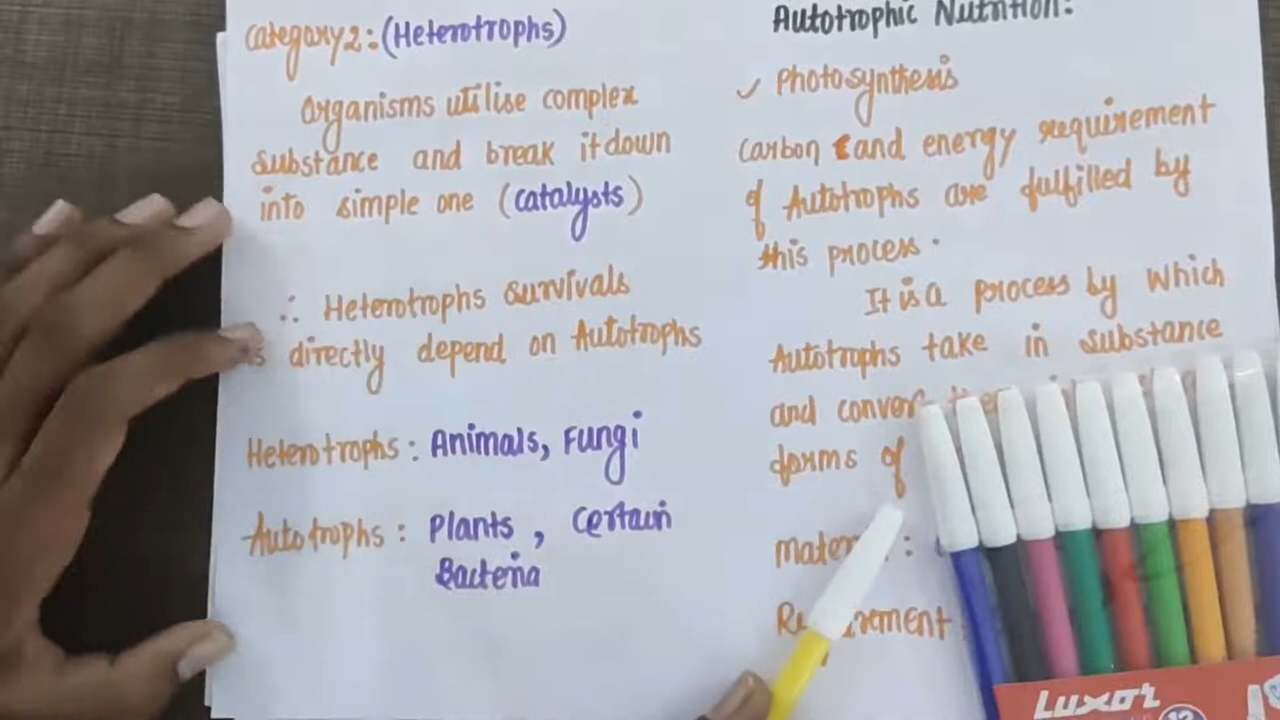 Category 2: (Heterotrophs)
Organisms utilise complex
substance and break it down
into simple one (catalysts)
∴ Heterotrophs survivals
is directly depend on Autotrophs
Heterotrophs: Animals, Fungi
Autotrophs: Plants, Certain
Bacteria
Autotrophic Nutrition:
✓ Photosynthesis
carbon and energy requirement
of Autotrophs are fulfilled by
this process.
It is a process by which
Autotrophs take in substance
and
forms of
Luxor
12